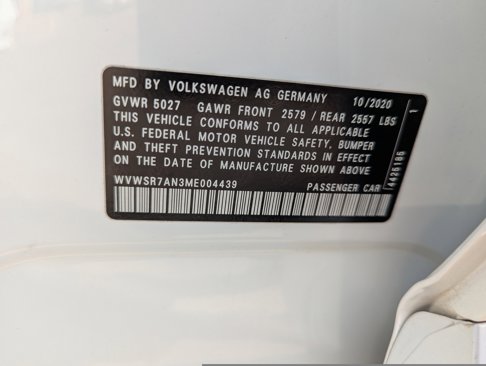 MFD BY VOLKSWAGEN AG GERMANY 10/2020
GVWR 5027 GAWR FRONT 2579 / REAR 2557 LBS
THIS VEHICLE CONFORMS TO ALL APPLICABLE
U.S. FEDERAL MOTOR VEHICLE SAFETY, BUMPER
AND THEFT PREVENTION STANDARDS IN EFFECT
ON THE DATE OF MANUFACTURE SHOWN ABOVE
WVWSR7AN3ME004439 PASSENGER CAR
4425186 1